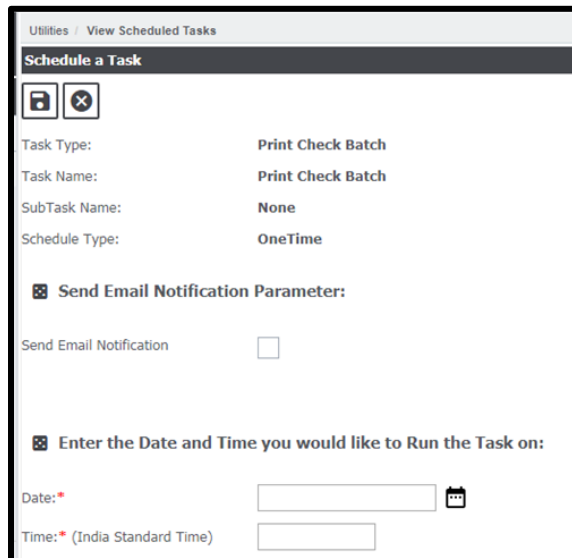 Utilities / View Scheduled Tasks
Schedule a Task
Task Type: Print Check Batch
Task Name: Print Check Batch
SubTask Name: None
Schedule Type: OneTime
Send Email Notification Parameter:
Send Email Notification
Enter the Date and Time you would like to Run the Task on:
Date:*
Time:* (India Standard Time)